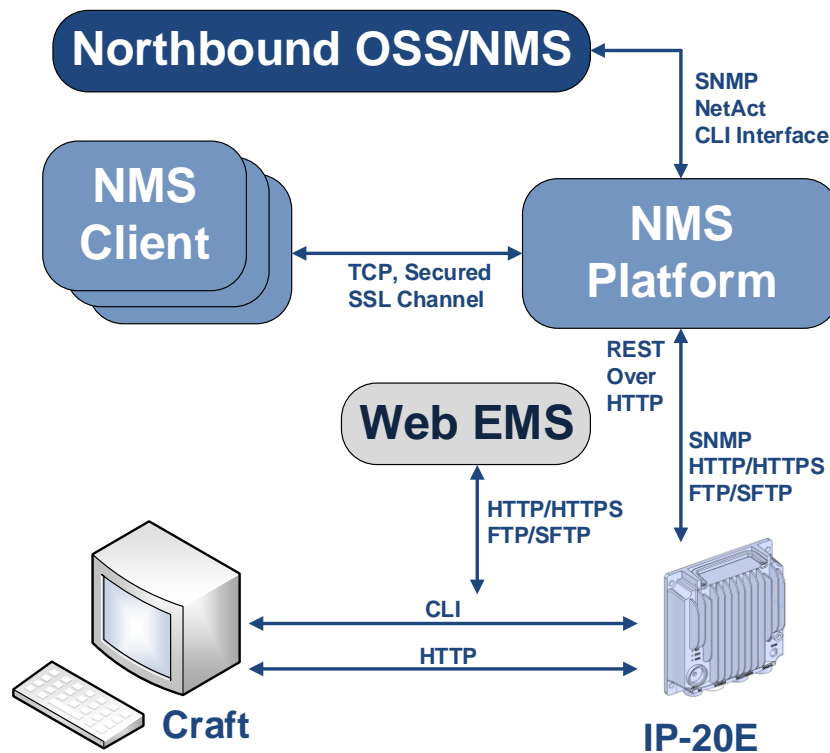 Northbound OSS/NMS
SNMP
NetAct
CLI Interface
NMS
Client
NMS
Platform
TCP, Secured
SSL Channel
REST
Over
HTTP
Web EMS
SNMP
HTTP/HTTPS
FTP/SFTP
HTTP/HTTPS
FTP/SFTP
CLI
HTTP
Craft
IP-20E